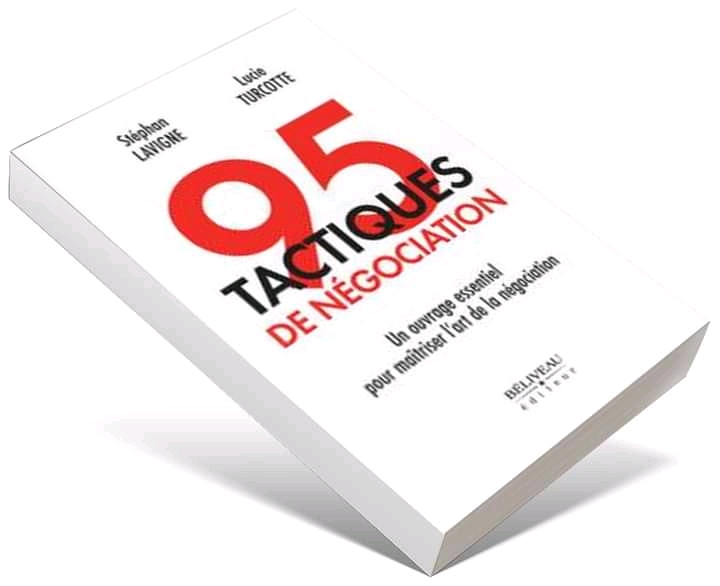 Stéphan
LAVIGNE
Lucie
TURCOTTE
95
TACTIQUES
DE NÉGOCIATION
Un ouvrage essentiel
pour maîtriser l'art de la négociation
BÉLIVEAU
éditeur